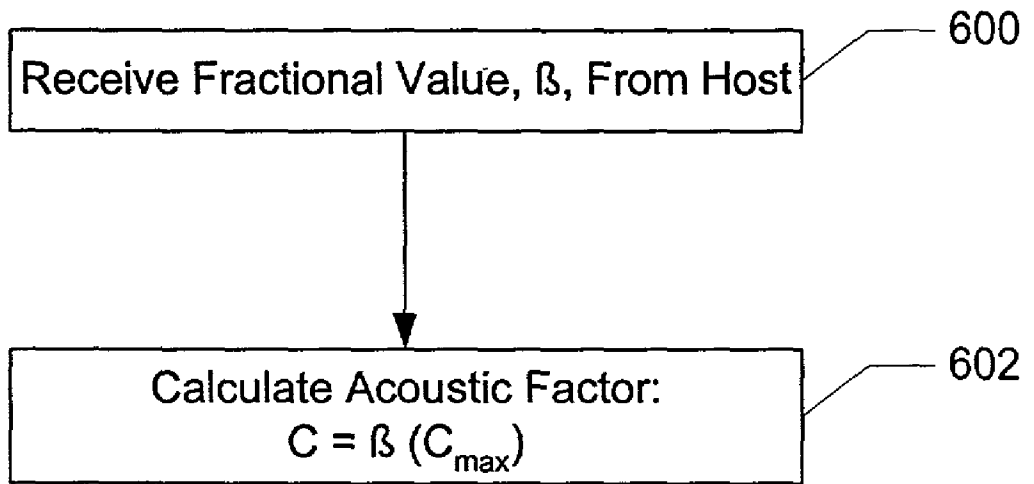 600
Receive Fractional Value, ß, From Host
602
Calculate Acoustic Factor:
C = ß (Cmax)